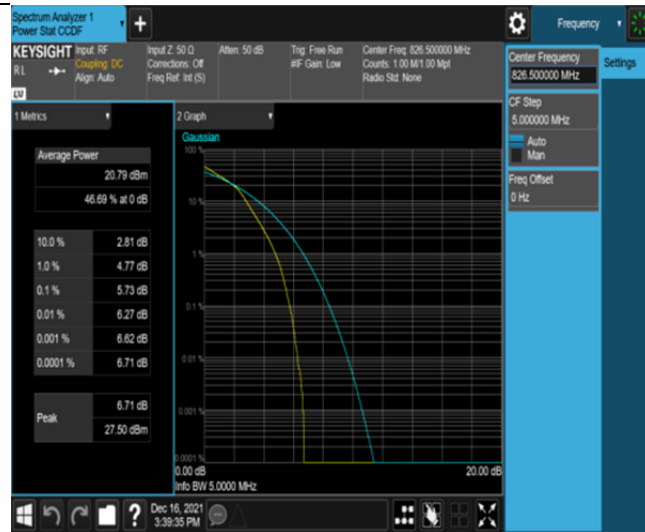 Spectrum Analyzer 1
Power Stat CCDF
+
Frequency
KEYSIGHT
RL
LXI
Input: RF
Coupling: DC
Align: Auto
Input Z: 50 Ω
Corrections: Off
Freq Ref: Int (S)
Atten: 50 dB
Trig: Free Run
#IF Gain: Low
Center Freq: 826.500000 MHz
Counts: 1.00 M/1.00 Mpt
Radio Std: None
Center Frequency
826.500000 MHz
Settings
CF Step
5.000000 MHz
Auto
Man
Freq Offset
0 Hz
1 Metrics
Average Power
20.79 dBm
46.69 % at 0 dB
10.0 % 2.81 dB
1.0 % 4.77 dB
0.1 % 5.73 dB
0.01 % 6.27 dB
0.001 % 6.62 dB
0.0001 % 6.71 dB
Peak
6.71 dB
27.50 dBm
2 Graph
Gaussian
100 %
10 %
1 %
0.1 %
0.01 %
0.001 %
0.0001 %
0.00 dB 20.00 dB
Info BW 5.0000 MHz
?
Dec 16, 2021
3:39:35 PM